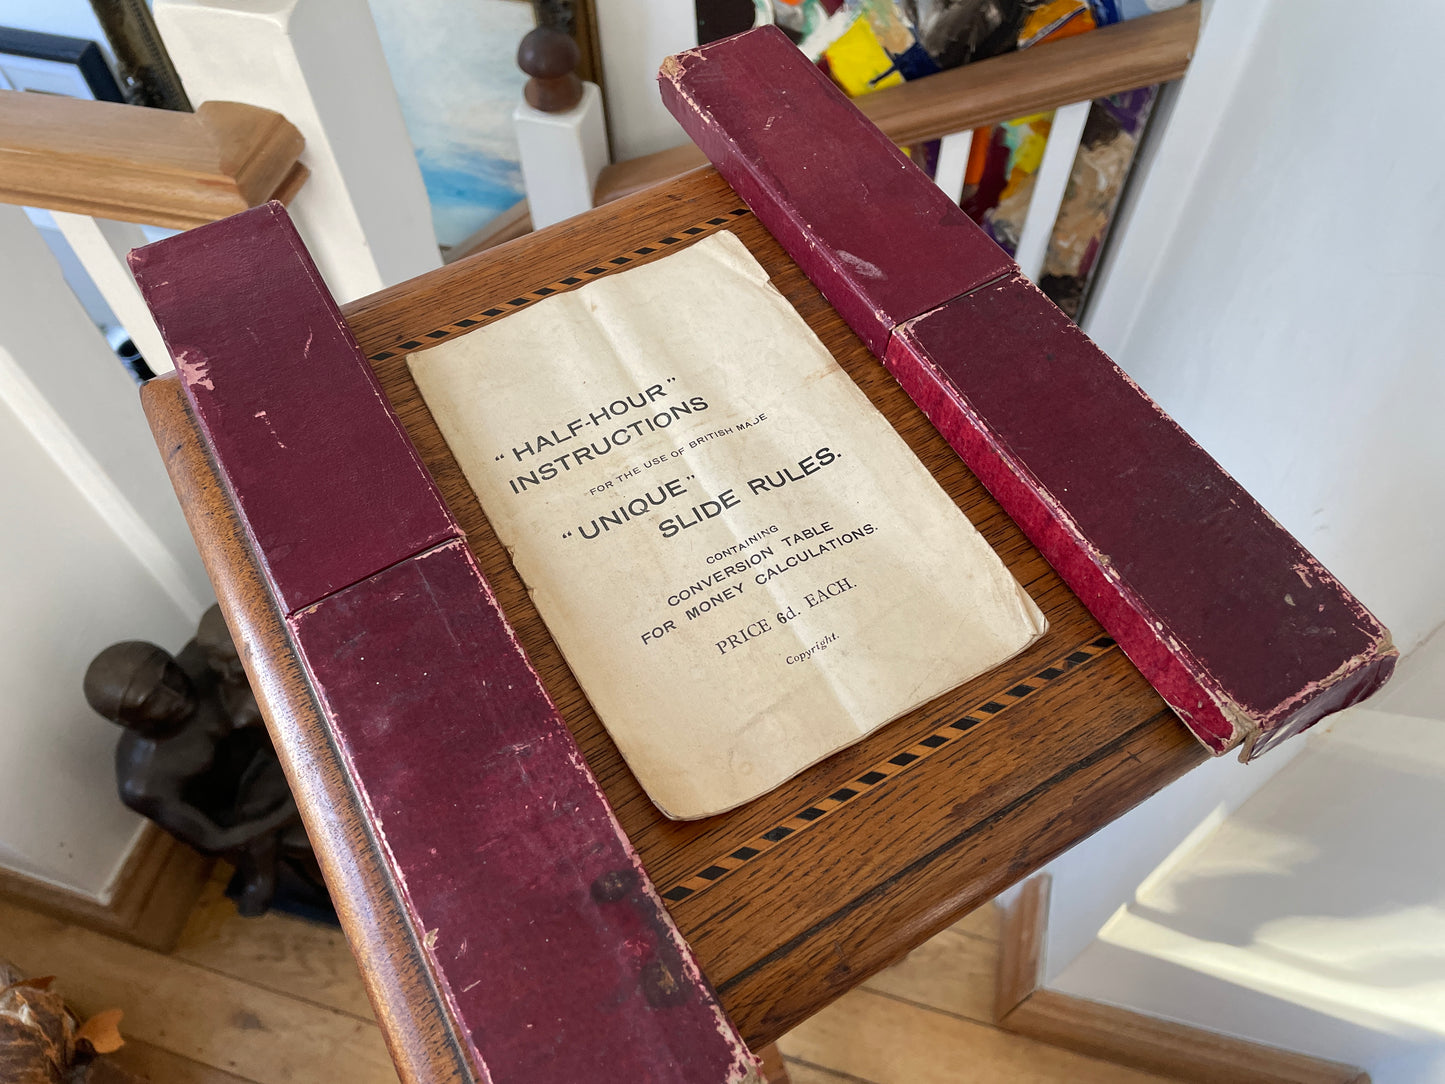 "HALF-HOUR"
INSTRUCTIONS
FOR THE USE OF BRITISH MADE
"UNIQUE"
SLIDE RULES.
CONTAINING
CONVERSION TABLE
FOR MONEY CALCULATIONS.
PRICE 6d. EACH.
Copyright.